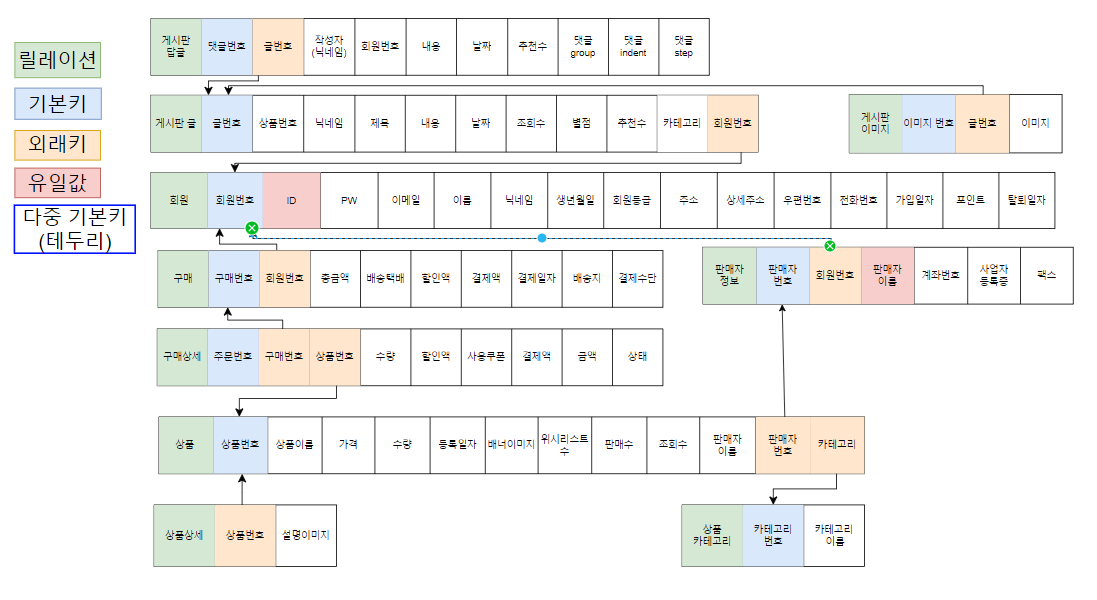 릴레이션
기본키
외래키
유일값
다중 기본키
(테두리)
게시판
답글
댓글번호
글번호
작성자
(닉네임)
회원번호
내용
날짜
추천수
댓글
group
댓글
indent
댓글
step
게시판 글
글번호
상품번호
닉네임
제목
내용
날짜
조회수
별점
추천수
카테고리
회원번호
게시판
이미지
이미지 번호
글번호
이미지
회원
회원번호
ID
PW
이메일
이름
닉네임
생년월일
회원등급
주소
상세주소
우편번호
전화번호
가입일자
포인트
탈퇴일자
구매
구매번호
회원번호
총금액
배송택배
할인액
결제액
결제일자
배송지
결제수단
판매자
정보
판매자
번호
회원번호
판매자
이름
계좌번호
사업자
등록증
팩스
구매상세
주문번호
구매번호
상품번호
수량
할인액
사용쿠폰
결제액
금액
상태
상품
상품번호
상품이름
가격
수량
등록일자
배너이미지
위시리스트
수
판매수
조회수
판매자
이름
판매자
번호
카테고리
상품상세
상품번호
설명이미지
상품
카테고리
카테고리
번호
카테고리
이름